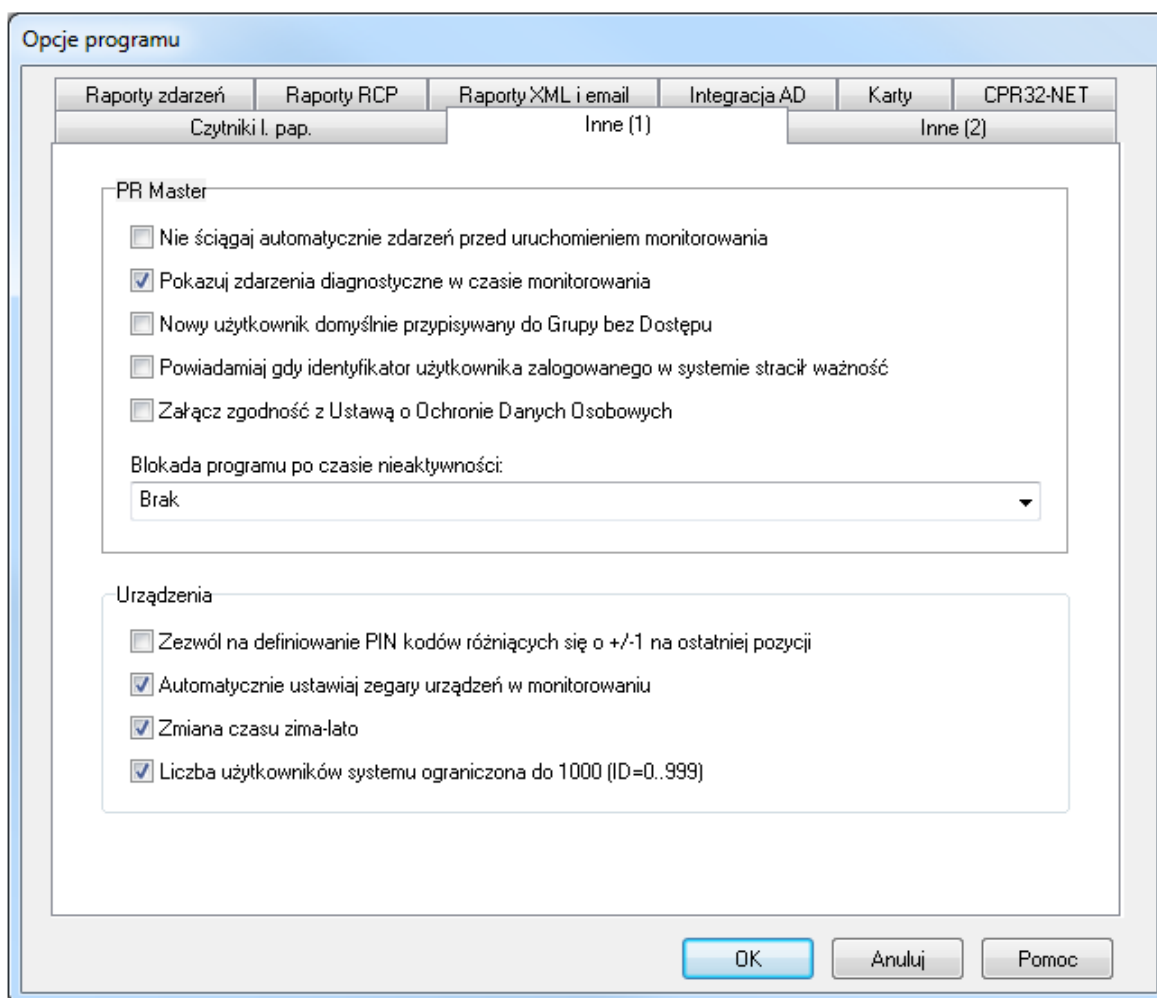 Opcje programu
Raporty zdarzeń Raporty RCP Raporty XML i email Integracja AD Karty CPR32-NET
Czytniki l. pap. Inne (1) Inne (2)
PR Master
Nie ściągaj automatycznie zdarzeń przed uruchomieniem monitorowania
Pokazuj zdarzenia diagnostyczne w czasie monitorowania
Nowy użytkownik domyślnie przypisywany do Grupy bez Dostępu
Powiadamiaj gdy identyfikator użytkownika zalogowanego w systemie stracił ważność
Załącz zgodność z Ustawą o Ochronie Danych Osobowych
Blokada programu po czasie nieaktywności:
Brak
Urządzenia
Zezwól na definiowanie PIN kodów różniących się o +/-1 na ostatniej pozycji
Automatycznie ustawiaj zegary urządzeń w monitorowaniu
Zmiana czasu zima-lato
Liczba użytkowników systemu ograniczona do 1000 (ID=0..999)
OK Anuluj Pomoc